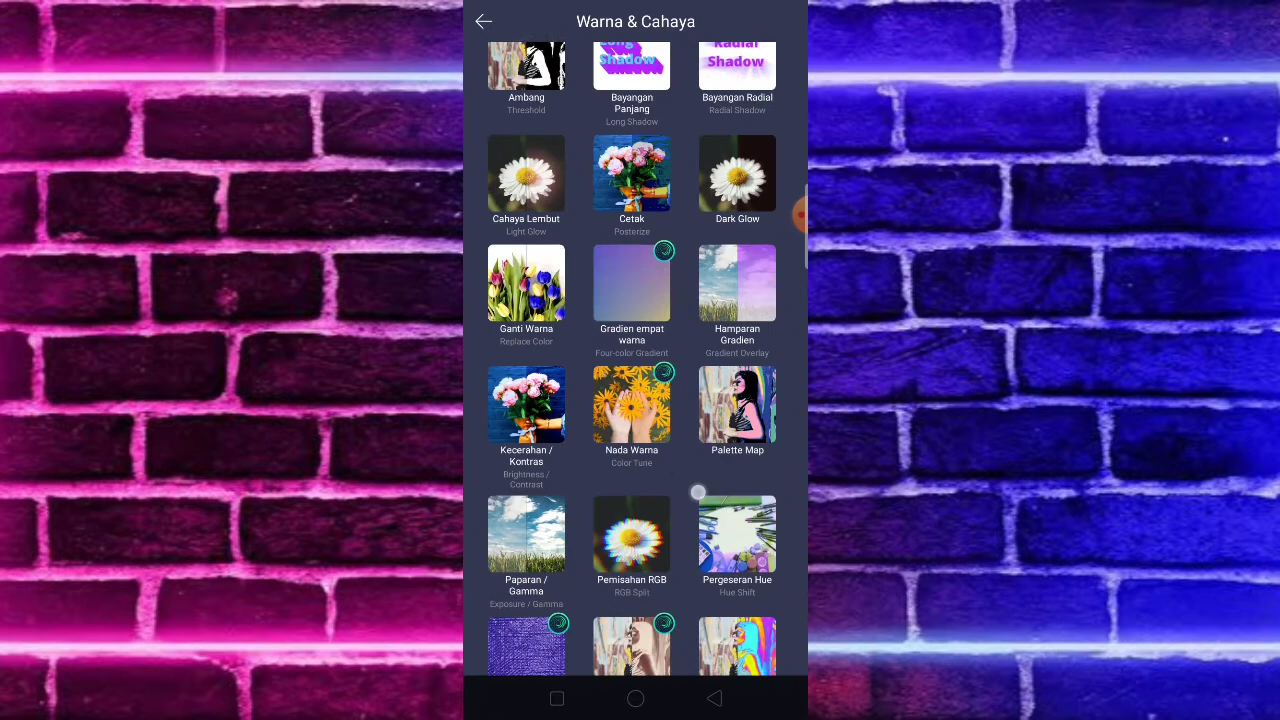 Warna & Cahaya
Long
Shadow
Radial
Shadow
Ambang
Threshold
Bayangan
Panjang
Long Shadow
Bayangan Radial
Radial Shadow
Cahaya Lembut
Light Glow
Cetak
Posterize
Dark Glow
Ganti Warna
Replace Color
Gradien empat
warna
Four-color Gradient
Hamparan
Gradien
Gradient Overlay
Kecerahan /
Kontras
Brightness /
Contrast
Nada Warna
Color Tune
Palette Map
Paparan /
Gamma
Exposure / Gamma
Pemisahan RGB
RGB Split
Pergeseran Hue
Hue Shift